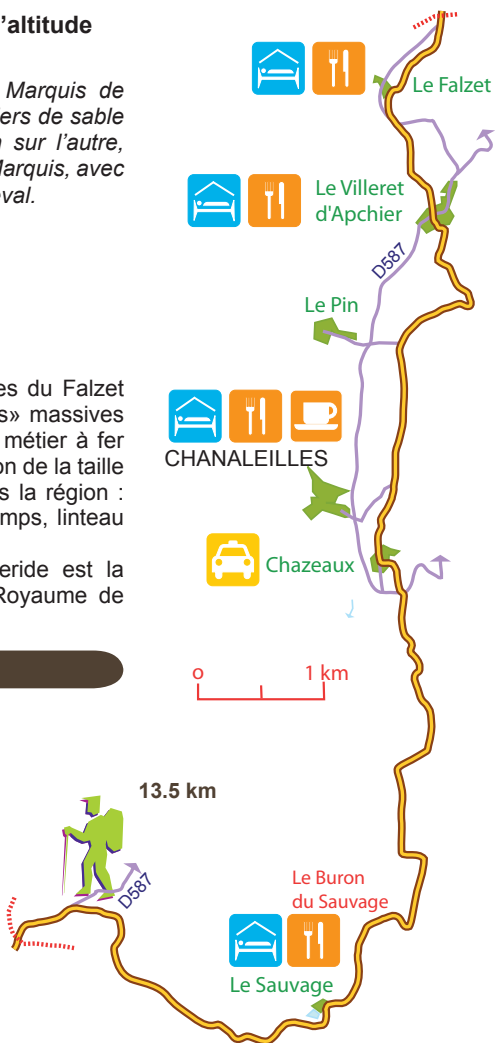 'altitude
Marquis de
ers de sable
sur l'autre,
arquis, avec
val.
es du Falzet
s» massives
métier à fer
on de la taille
s la région :
mps, linteau
eride est la
Royaume de
Le Falzet
Le Villeret
d'Apchier
D587
Le Pin
CHANALEILLES
Chazeaux
o 1 km
13.5 km
D587
Le Buron
du Sauvage
Le Sauvage